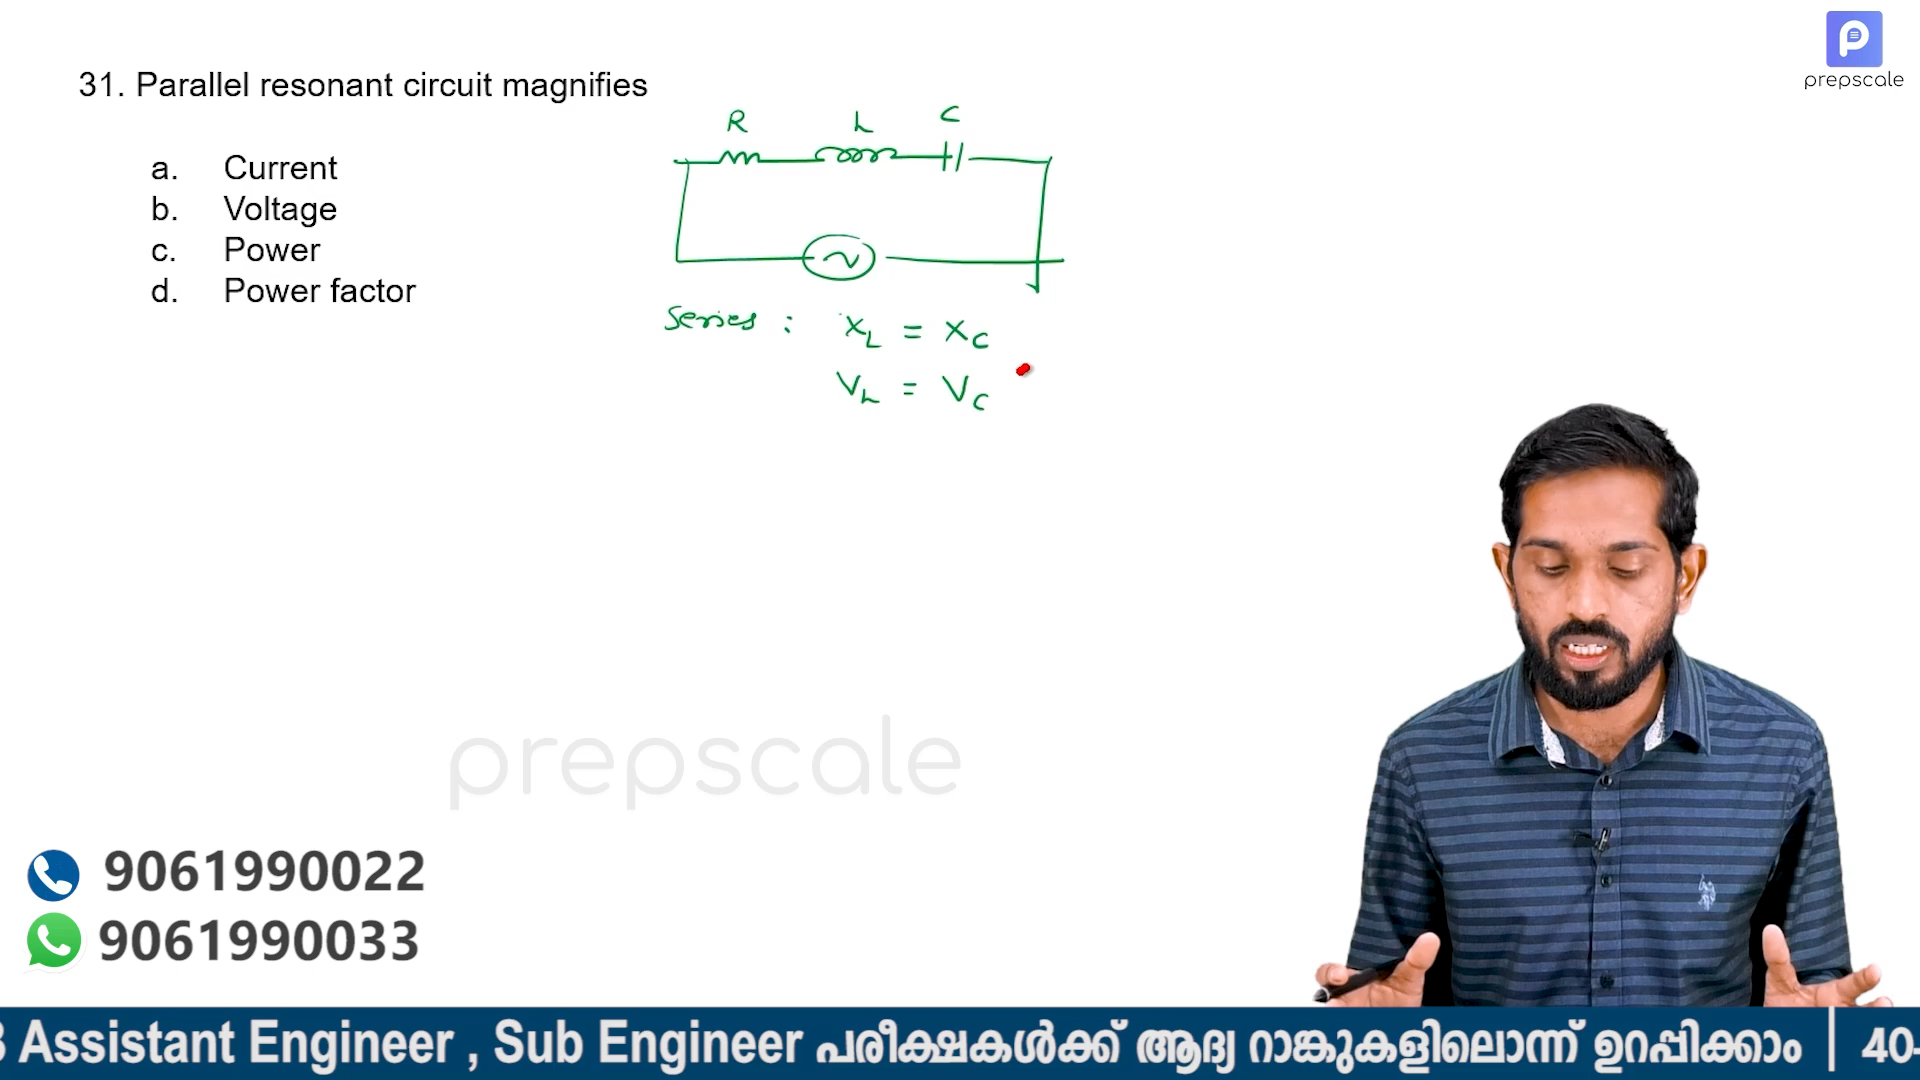 prepscale
31. Parallel resonant circuit magnifies
a. Current
b. Voltage
c. Power
d. Power factor
R L C
Series : XL = XC
VL = VC
prepscale
9061990022
9061990033
Assistant Engineer , Sub Engineer പരീക്ഷകൾക്ക് ആദ്യ റാങ്കുകളിലൊന്ന് ഉറപ്പിക്കാം | 40-